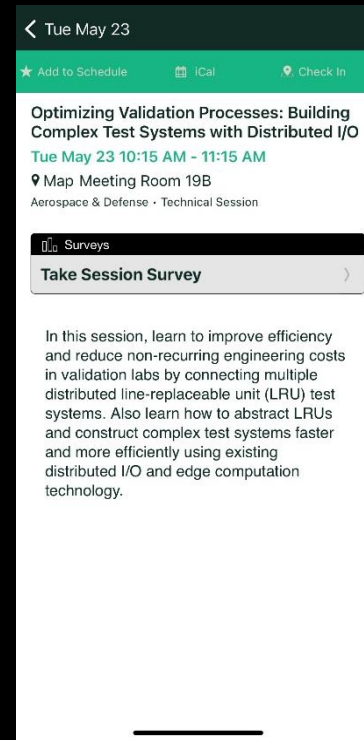 Tue May 23
Add to Schedule
iCal
Check In
Optimizing Validation Processes: Building
Complex Test Systems with Distributed I/O
Tue May 23 10:15 AM - 11:15 AM
Map Meeting Room 19B
Aerospace & Defense • Technical Session
Surveys
Take Session Survey
In this session, learn to improve efficiency
and reduce non-recurring engineering costs
in validation labs by connecting multiple
distributed line-replaceable unit (LRU) test
systems. Also learn how to abstract LRUs
and construct complex test systems faster
and more efficiently using existing
distributed I/O and edge computation
technology.